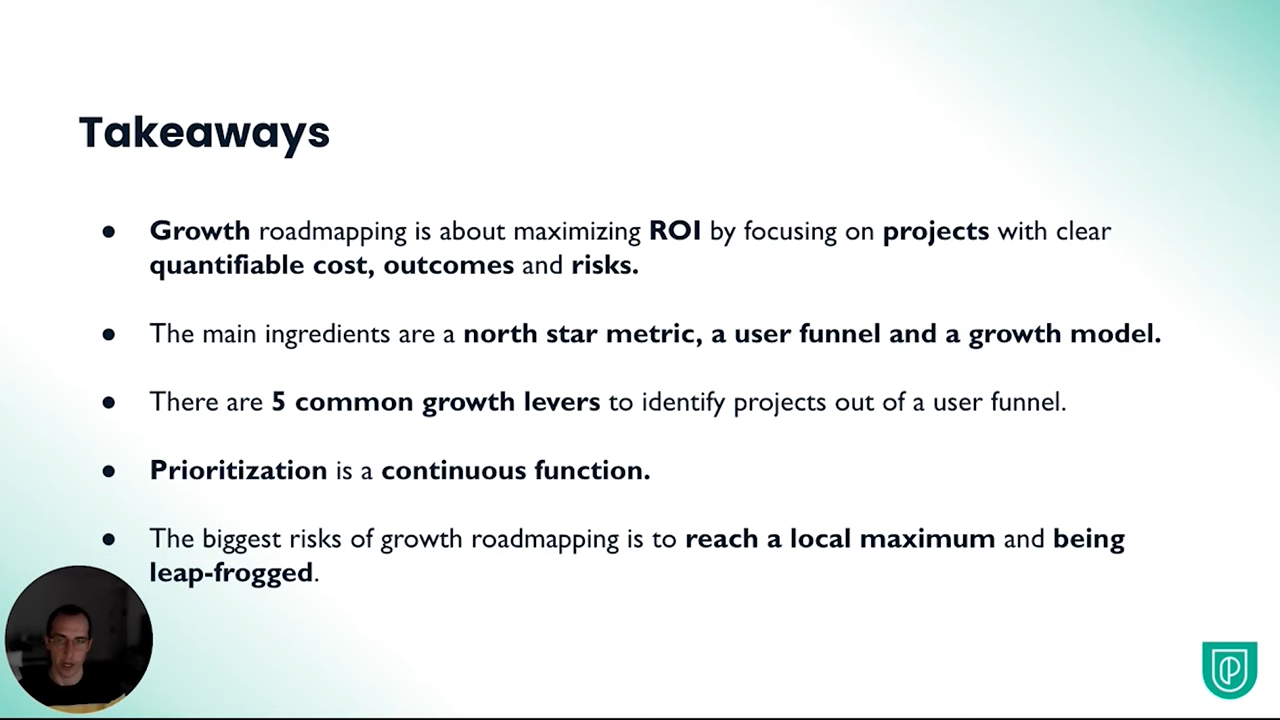 Takeaways
● Growth roadmapping is about maximizing ROI by focusing on projects with clear
quantifiable cost, outcomes and risks.
● The main ingredients are a north star metric, a user funnel and a growth model.
● There are 5 common growth levers to identify projects out of a user funnel.
● Prioritization is a continuous function.
● The biggest risks of growth roadmapping is to reach a local maximum and being
leap-frogged.